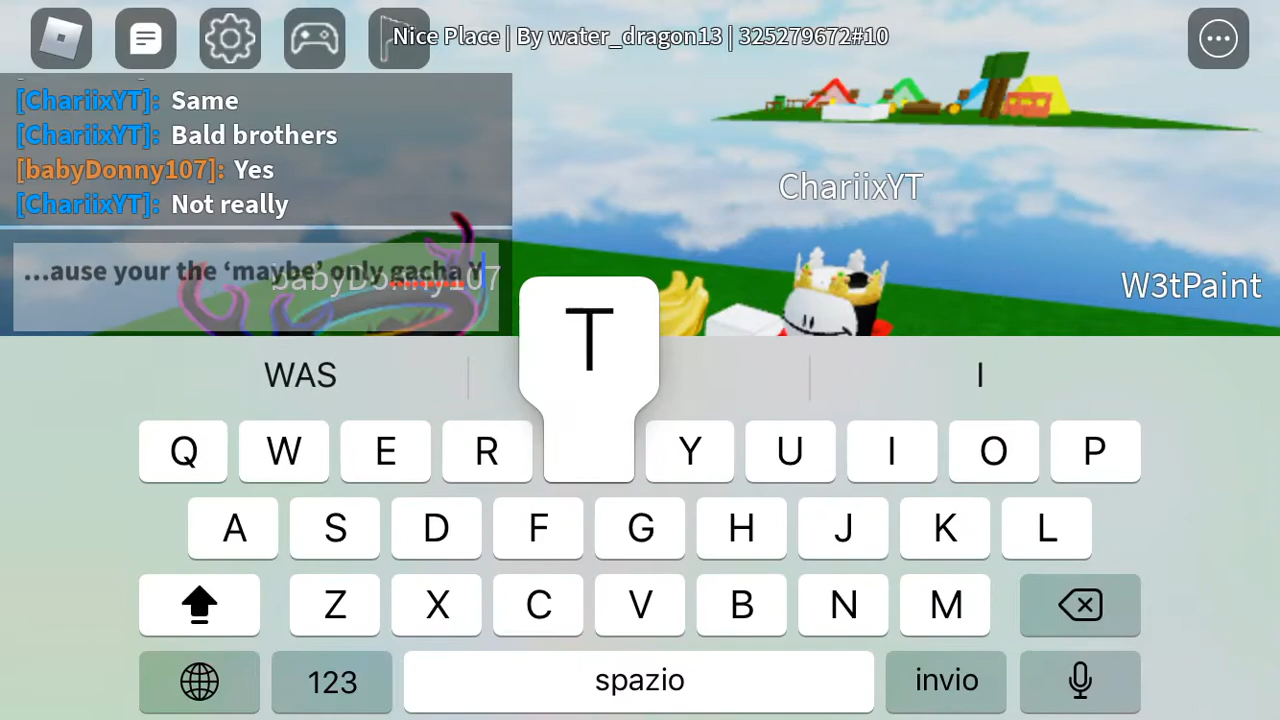 Nice Place | By water_dragon13 | 325279672#10
[ChariixYT]: Same
[ChariixYT]: Bald brothers
[babyDonny107]: Yes
[ChariixYT]: Not really
...ause your the ‘maybe’ only gacha Y
babyDonny107
ChariixYT
W3tPaint
T
WAS I
Q W E R Y U I O P
A S D F G H J K L
Z X C V B N M
123 spazio invio